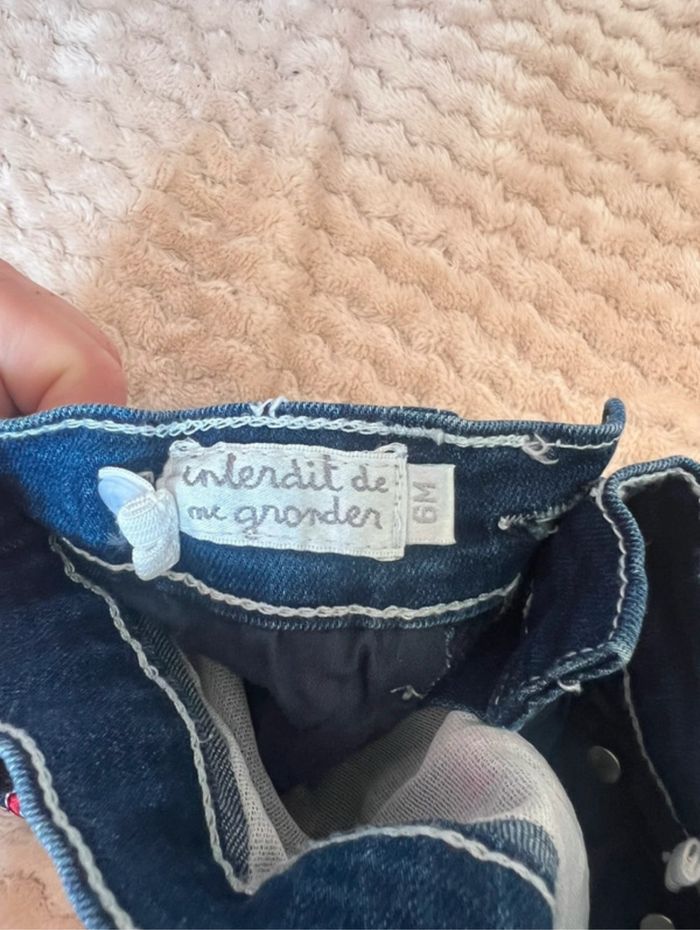 interdit de
me gronder
6M